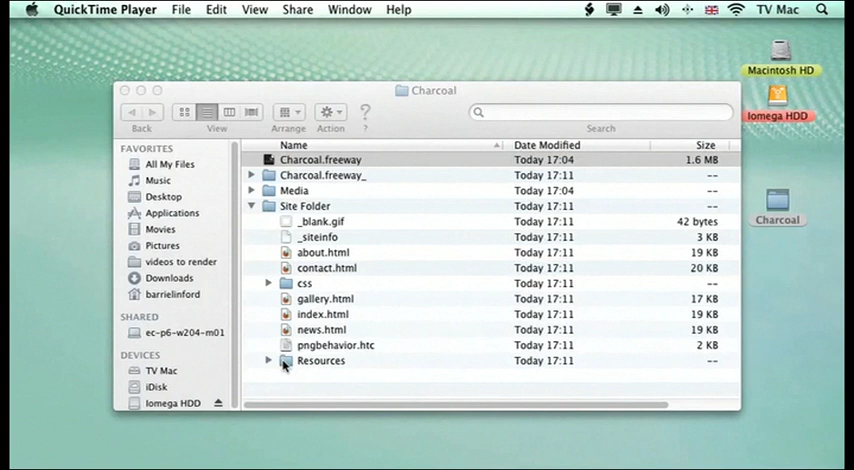 QuickTime Player File Edit View Share Window Help TV Mac
Macintosh HD
Iomega HDD
Charcoal
Charcoal
Back View Arrange Action ? Search
Name Date Modified Size
FAVORITES
All My Files
Music
Desktop
Applications
Movies
Pictures
videos to render
Downloads
barrielinford
SHARED
ec-p6-w204-m01
DEVICES
TV Mac
iDisk
Iomega HDD
Charcoal.freeway Today 17:04 1.6 MB
Charcoal.freeway_ Today 17:11 --
Media Today 17:04 --
Site Folder Today 17:11 --
_blank.gif Today 17:11 42 bytes
_siteinfo Today 17:11 3 KB
about.html Today 17:11 19 KB
contact.html Today 17:11 20 KB
css Today 17:11 --
gallery.html Today 17:11 17 KB
index.html Today 17:11 19 KB
news.html Today 17:11 19 KB
pngbehavior.htc Today 17:11 2 KB
Resources Today 17:11 --